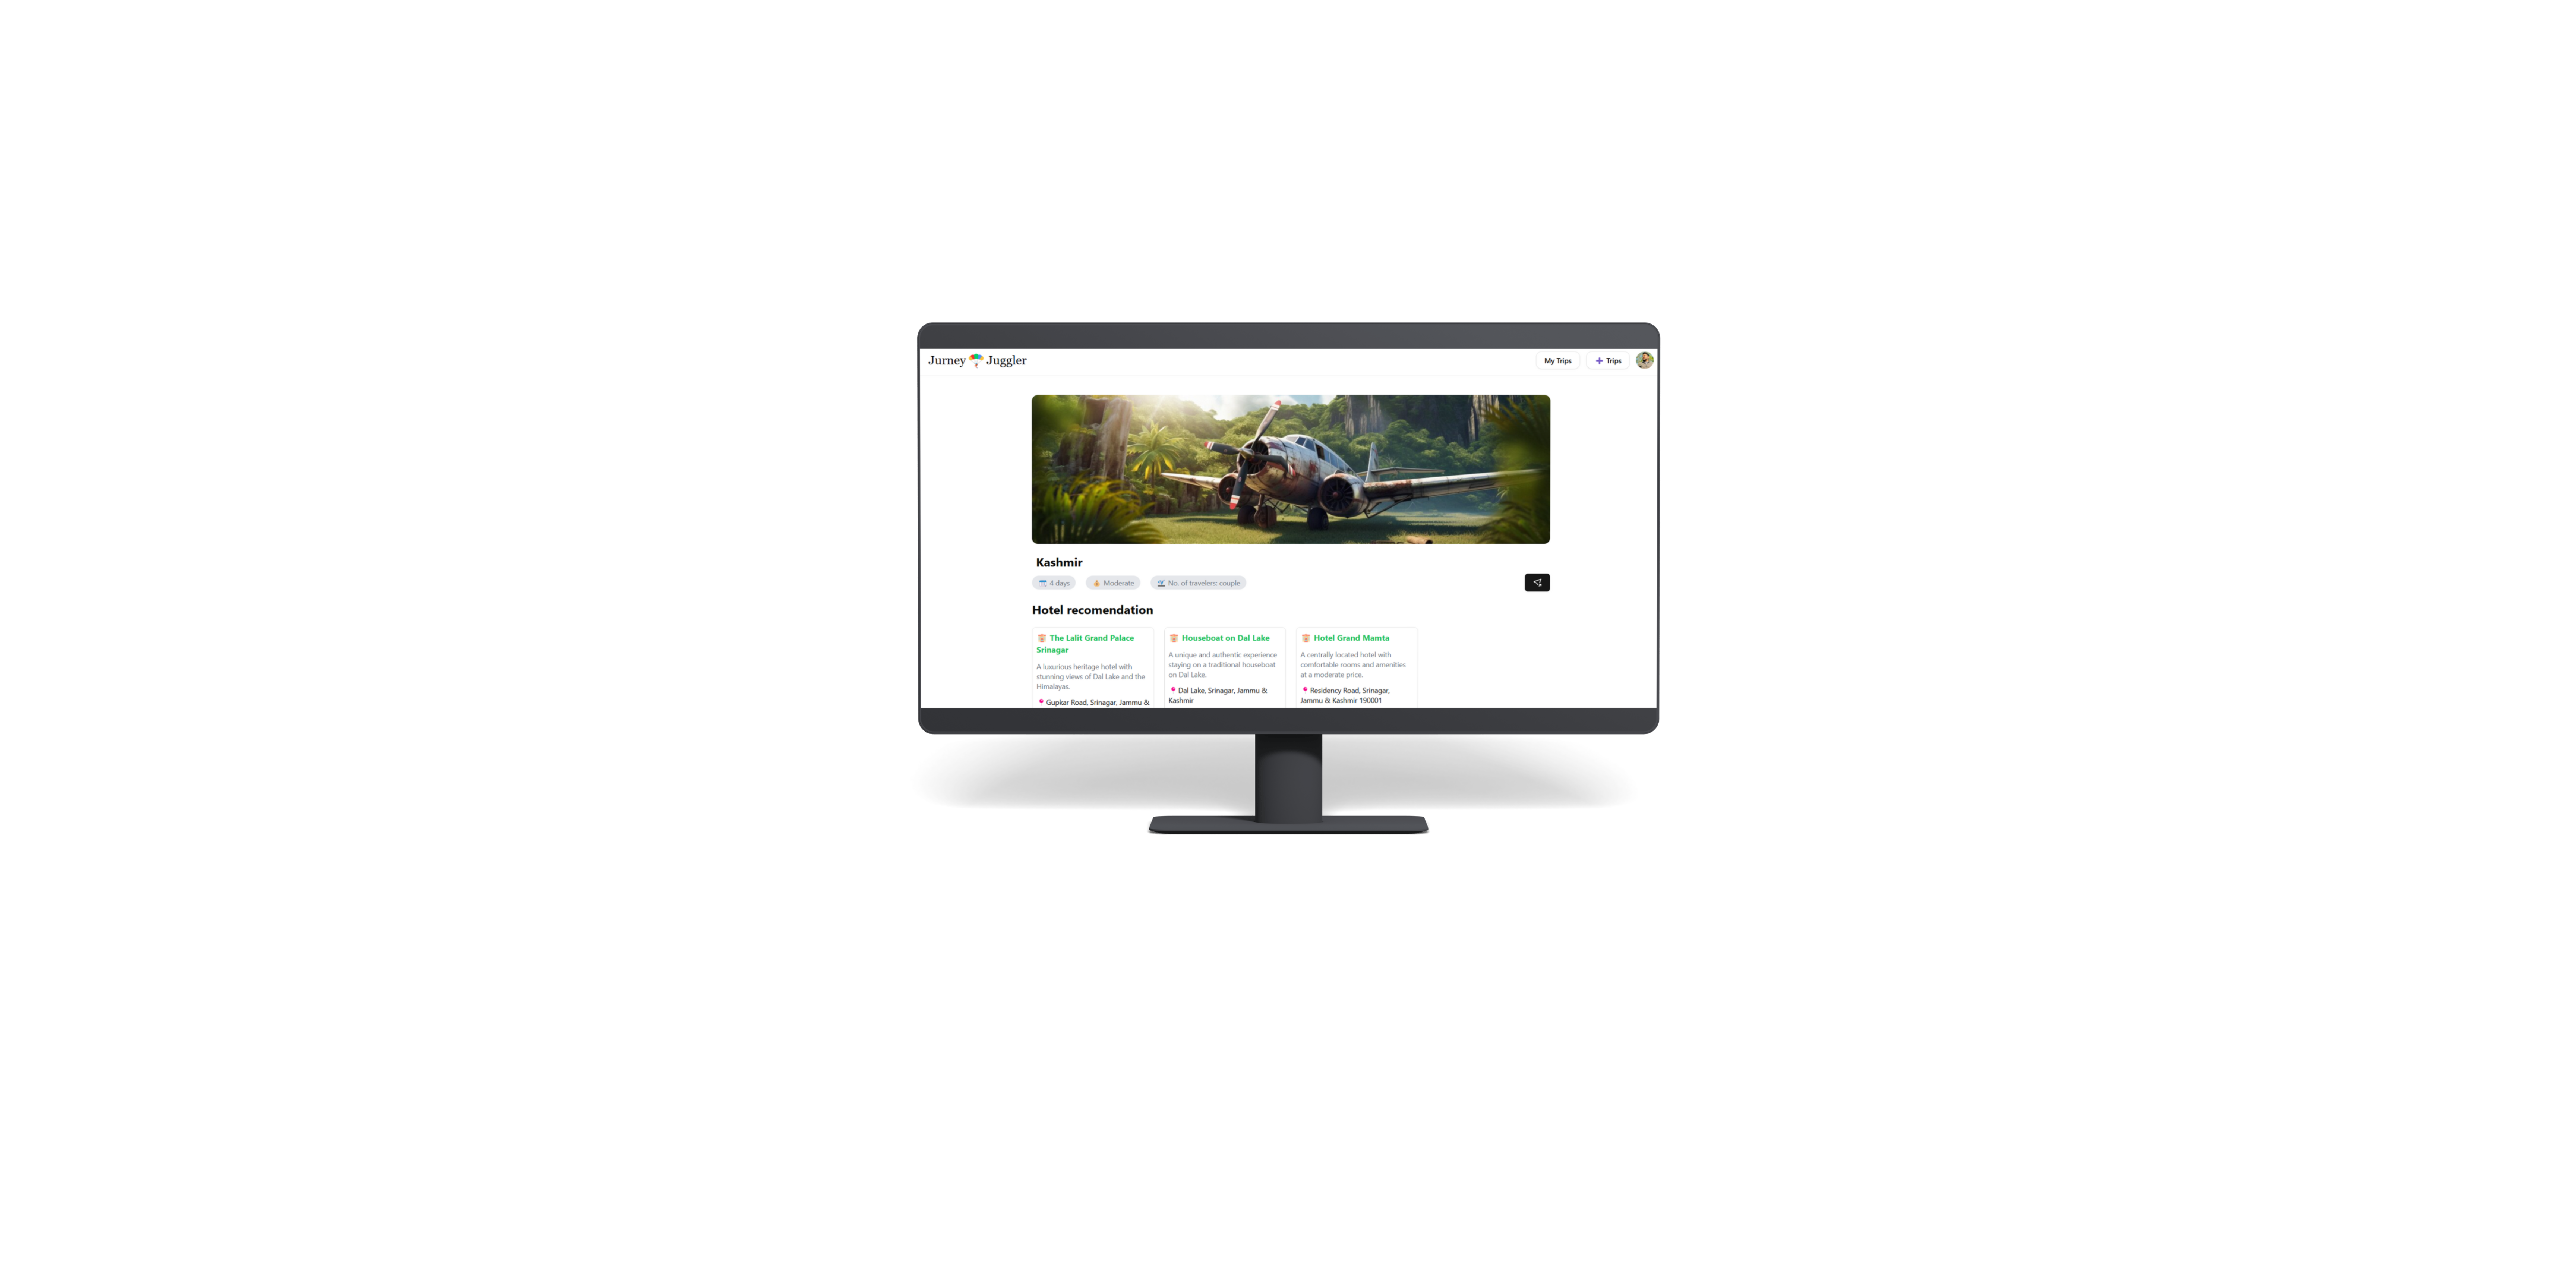 Jurney Juggler
My Trips
+ Trips
Kashmir
4 days
Moderate
No. of travelers: couple
Hotel recomendation
The Lalit Grand Palace
Srinagar
A luxurious heritage hotel with
stunning views of Dal Lake and the
Himalayas.
Gupkar Road, Srinagar, Jammu &
Houseboat on Dal Lake
A unique and authentic experience
staying on a traditional houseboat
on Dal Lake.
Dal Lake, Srinagar, Jammu &
Kashmir
Hotel Grand Mamta
A centrally located hotel with
comfortable rooms and amenities
at a moderate price.
Residency Road, Srinagar,
Jammu & Kashmir 190001